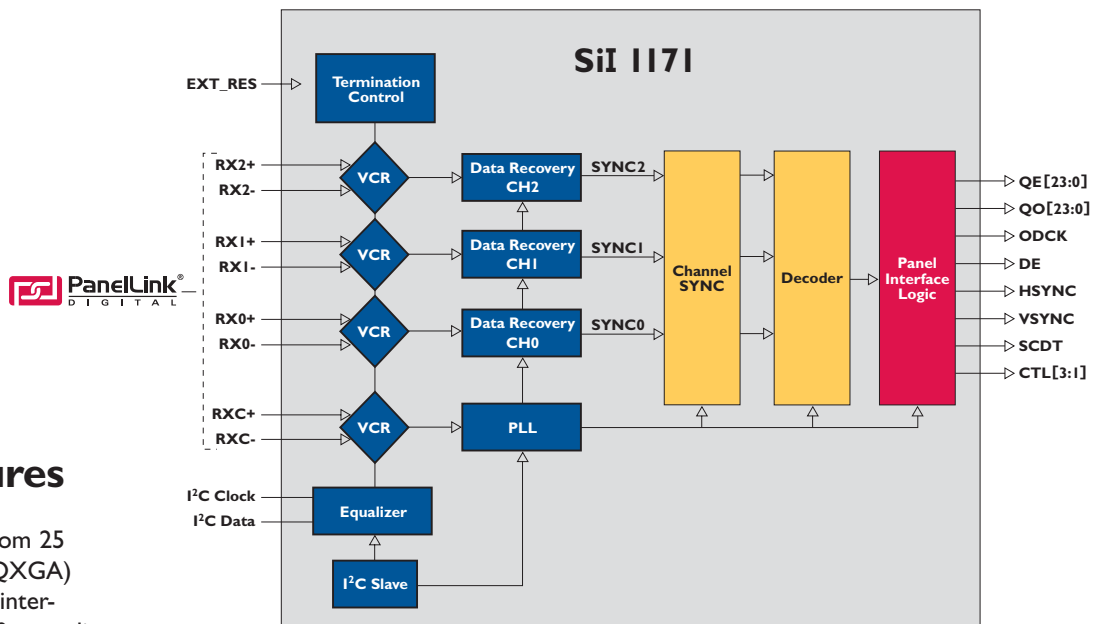 SiI 1171
EXT_RES
Termination
Control
RX2+
RX2-
VCR
Data Recovery
CH2
SYNC2
RX1+
RX1-
VCR
Data Recovery
CH1
SYNC1
RX0+
RX0-
VCR
Data Recovery
CH0
SYNC0
RXC+
RXC-
VCR
PLL
PanelLink®
DIGITAL
Channel
SYNC
Decoder
Panel
Interface
Logic
QE[23:0]
QO[23:0]
ODCK
DE
HSYNC
VSYNC
SCDT
CTL[3:1]
I²C Clock
I²C Data
Equalizer
I²C Slave
ures
om 25
QXGA)
inter-